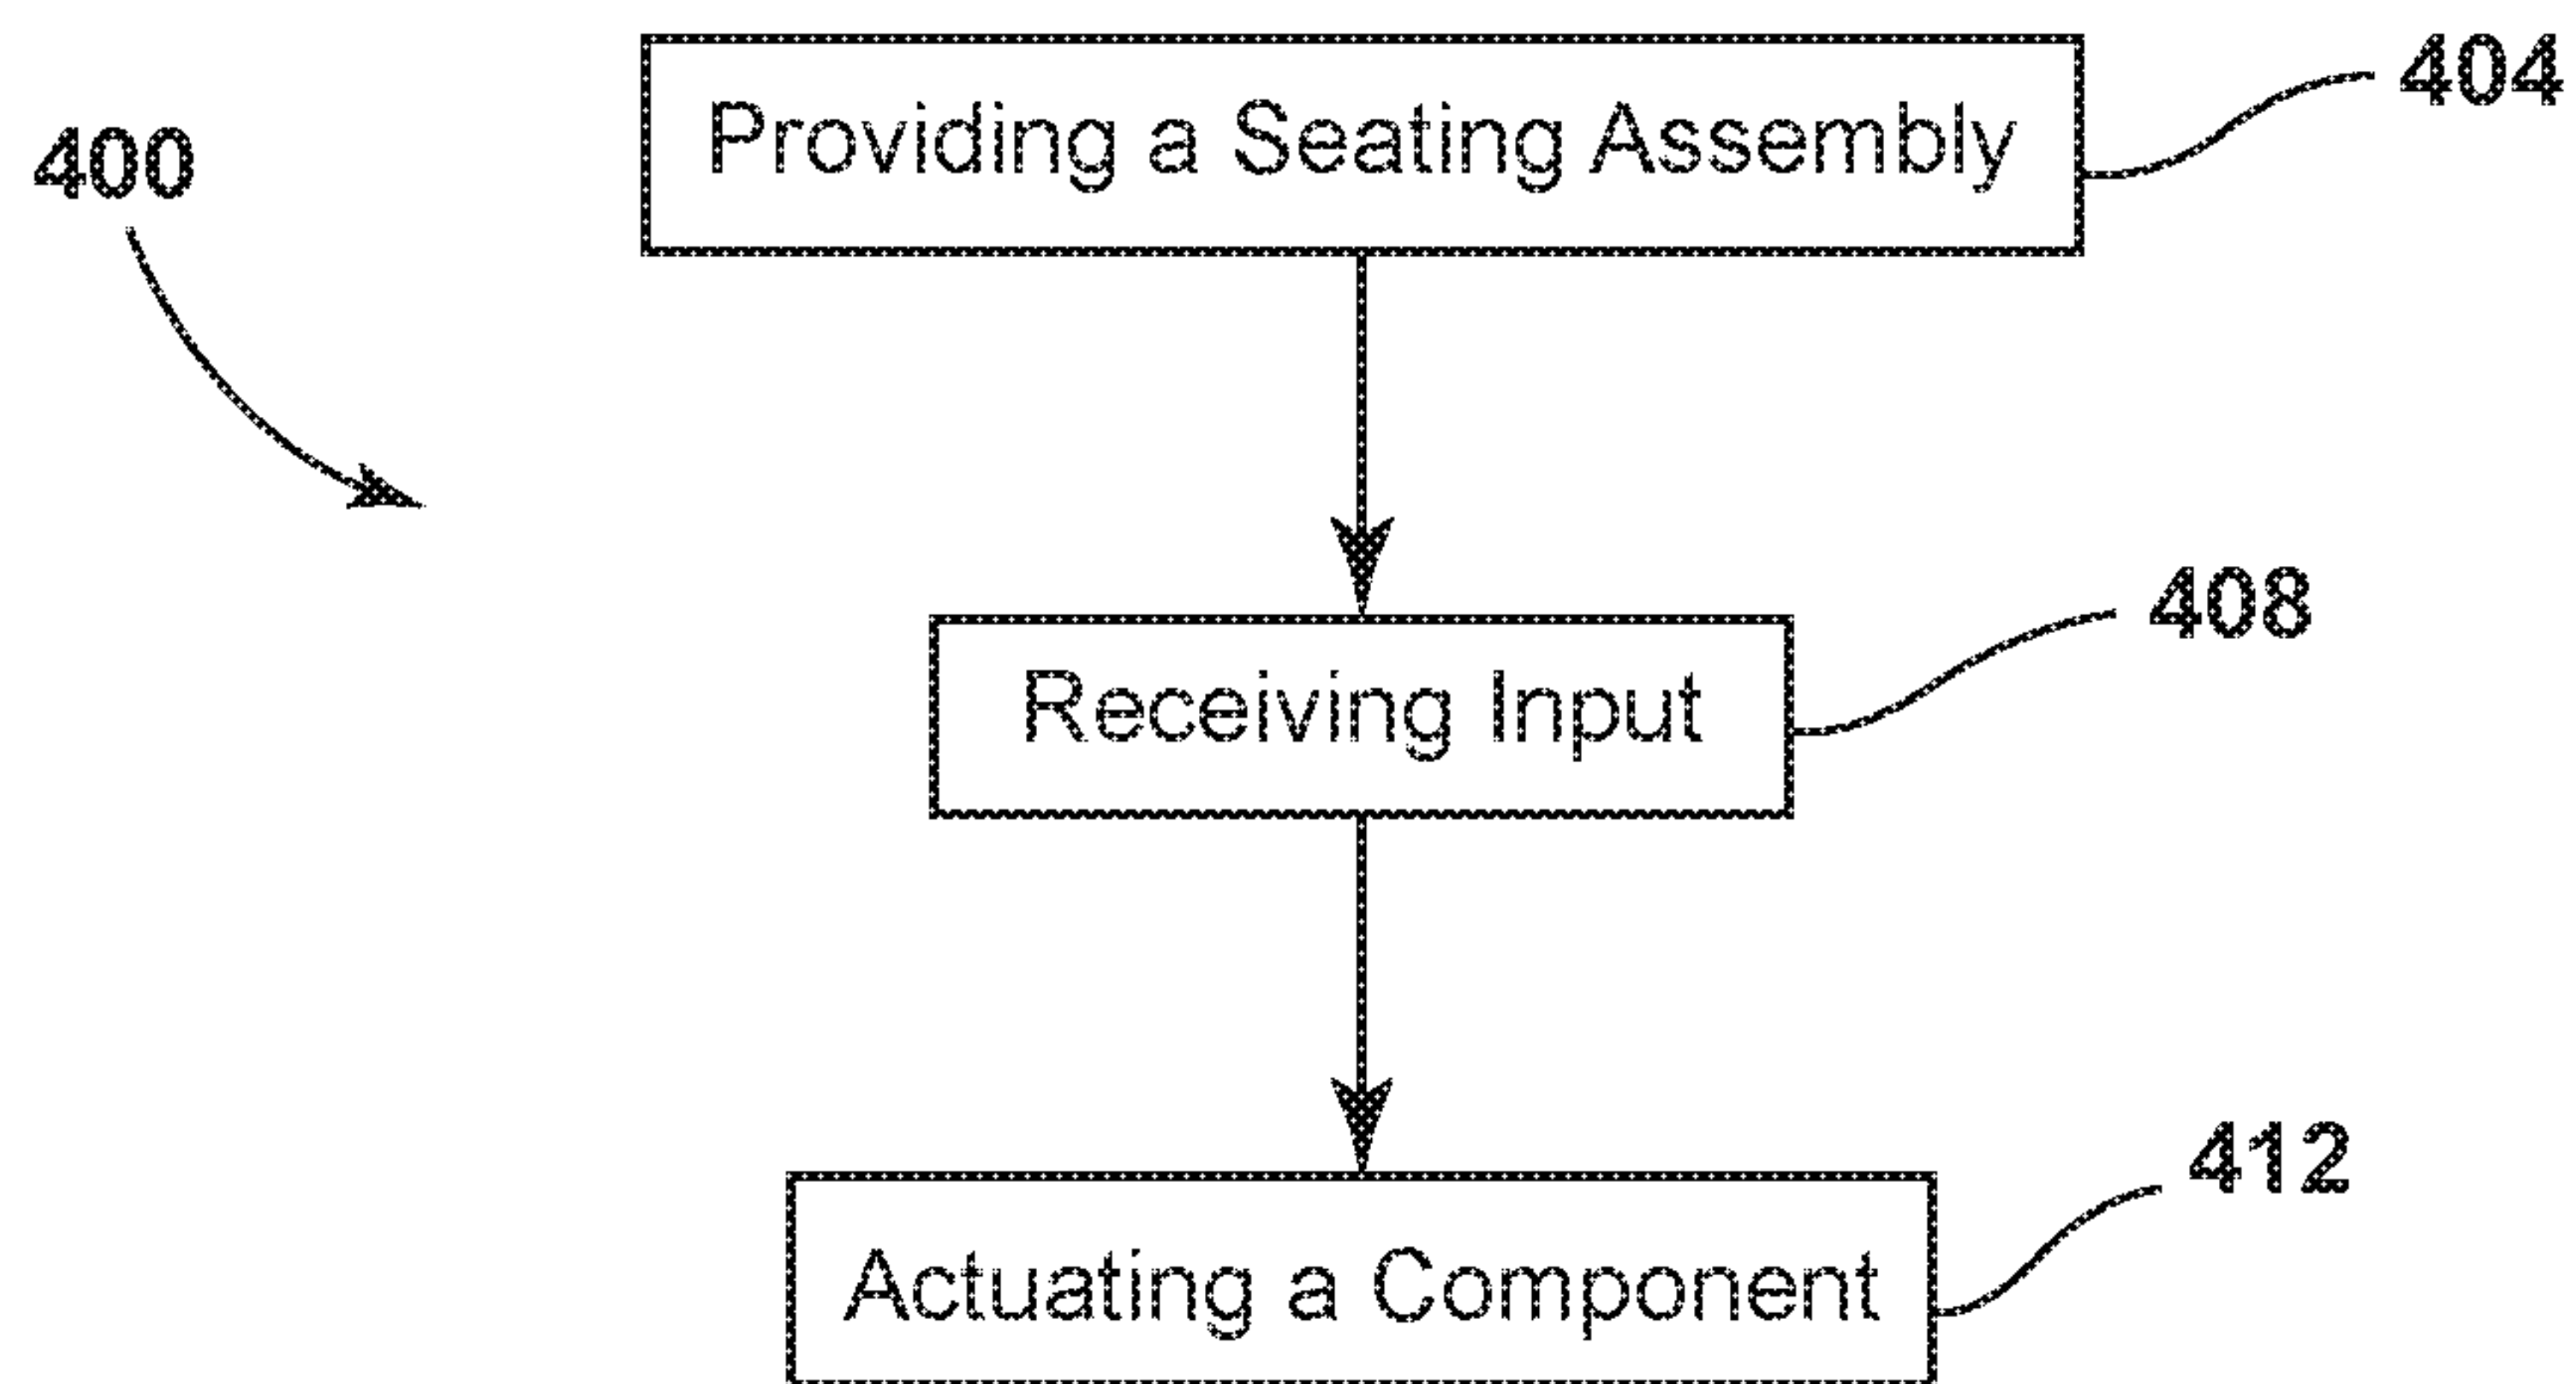 400
Providing a Seating Assembly
404
Receiving Input
408
Actuating a Component
412